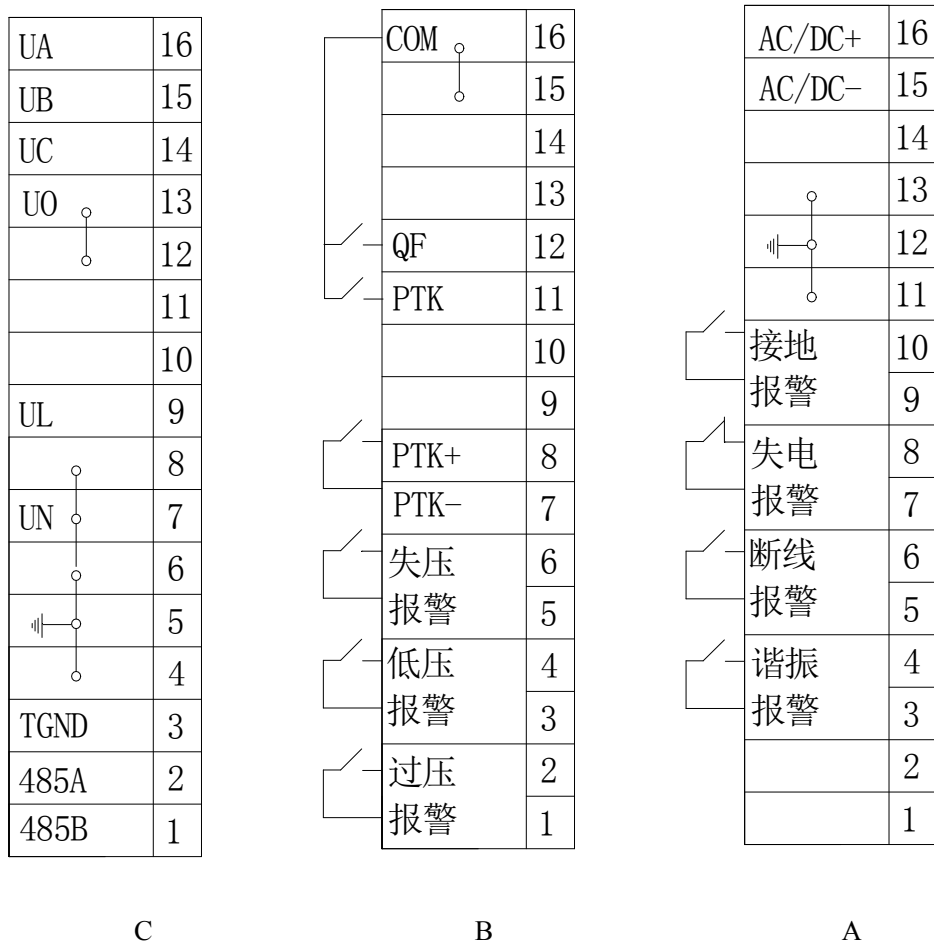 UA 16
UB 15
UC 14
UO 13
12
11
10
UL 9
8
UN 7
6
5
4
TGND 3
485A 2
485B 1
C
COM 16
15
14
13
QF 12
PTK 11
10
9
PTK+ 8
PTK- 7
失压 6
报警 5
低压 4
报警 3
过压 2
报警 1
B
AC/DC+ 16
AC/DC- 15
14
13
12
11
接地 10
报警 9
失电 8
报警 7
断线 6
报警 5
谐振 4
报警 3
2
1
A